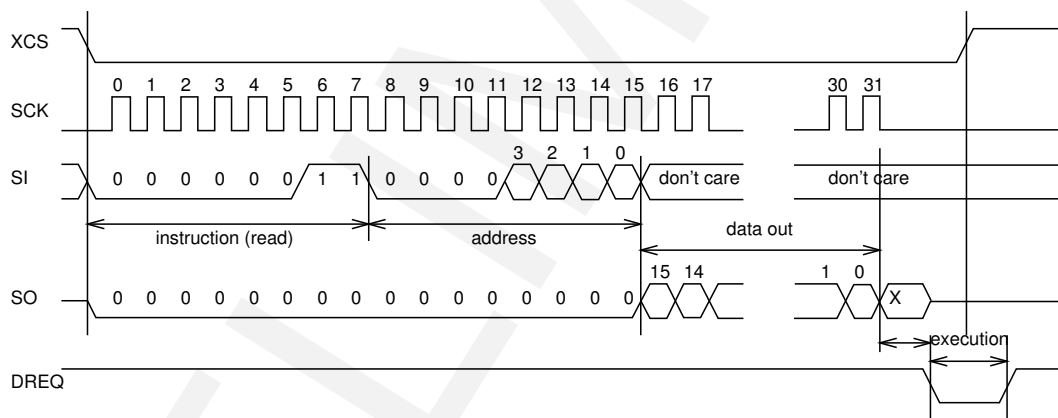 XCS
0 1 2 3 4 5 6 7 8 9 10 11 12 13 14 15 16 17 30 31
SCK
3 2 1 0
SI 0 0 0 0 0 0 1 1 0 0 0 0 don't care don't care
instruction (read) address data out
15 14 1 0
SO 0 0 0 0 0 0 0 0 0 0 0 0 0 0 0 0 X
execution
DREQ